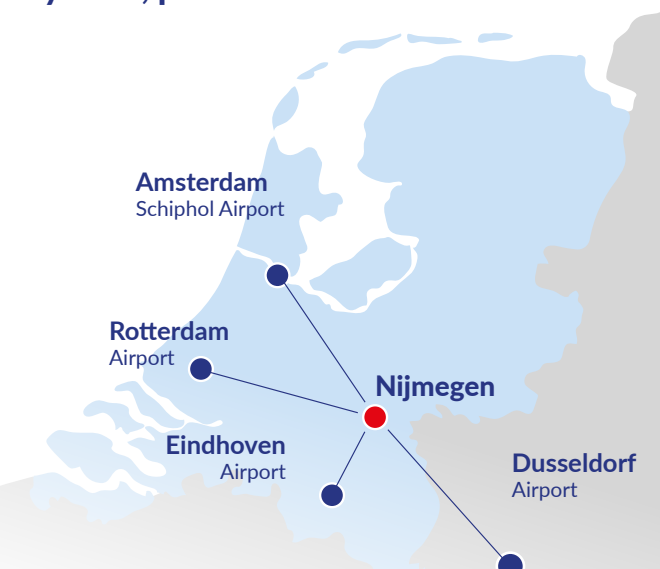 Amsterdam
Schiphol Airport
Rotterdam
Airport
Nijmegen
Eindhoven
Airport
Dusseldorf
Airport